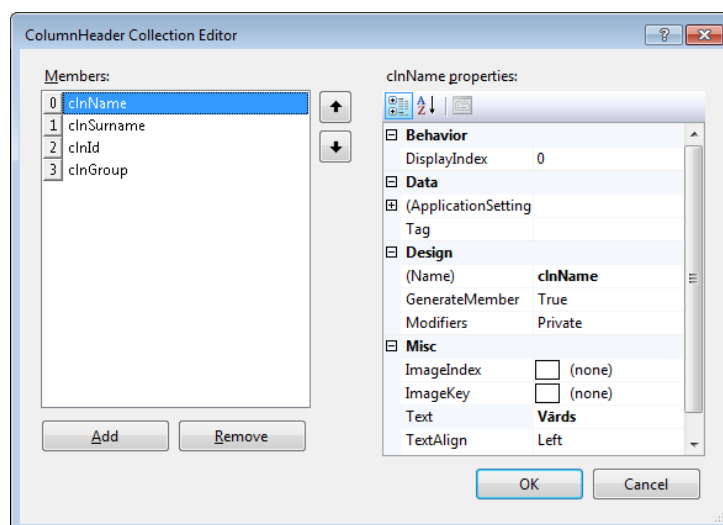 ColumnHeader Collection Editor
Members:
0 clnName
1 clnSurname
2 clnId
3 clnGroup
Add
Remove
clnName properties:
Behavior
DisplayIndex 0
Data
(ApplicationSetting
Tag
Design
(Name) clnName
GenerateMember True
Modifiers Private
Misc
ImageIndex (none)
ImageKey (none)
Text Vārds
TextAlign Left
OK
Cancel